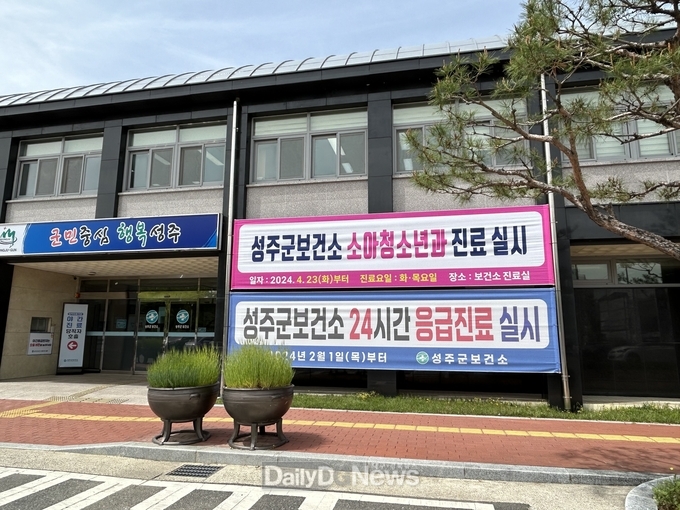 군민중심 행복성주
성주군보건소 소아청소년과 진료 실시
일자 : 2024. 4. 23(화)부터 진료요일 : 화·목요일 장소 : 보건소 진료실
성주군보건소 24시간 응급진료 실시
2024년 2월 1일(목)부터 성주군보건소
야간
진료
DailyD·News